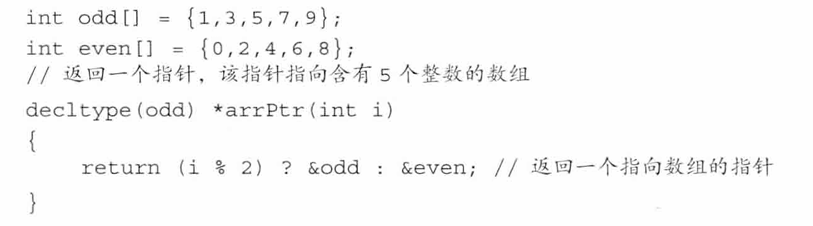 int odd[] = {1,3,5,7,9};
int even[] = {0,2,4,6,8};
// 返回一个指针，该指针指向含有 5 个整数的数组
decltype(odd) *arrPtr(int i)
{
    return (i % 2) ? &odd : &even; // 返回一个指向数组的指针
}